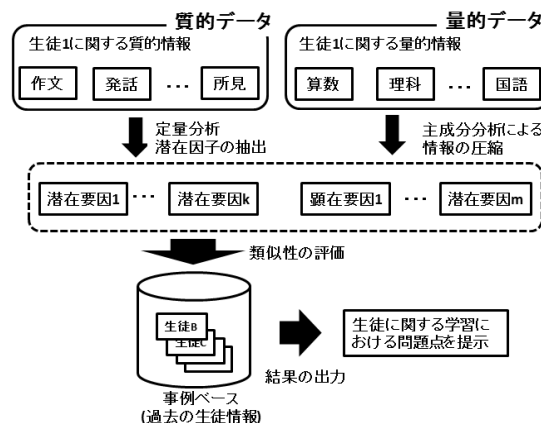 質的データ
量的データ
生徒1に関する質的情報
生徒1に関する量的情報
作文
発話
・・・
所見
算数
理科
・・・
国語
定量分析
潜在因子の抽出
主成分分析による
情報の圧縮
潜在要因1
・・・
潜在要因k
顕在要因1
・・・
潜在要因m
類似性の評価
生徒B
生徒C
生徒に関する学習に
おける問題点を提示
結果の出力
事例ベース
(過去の生徒情報)